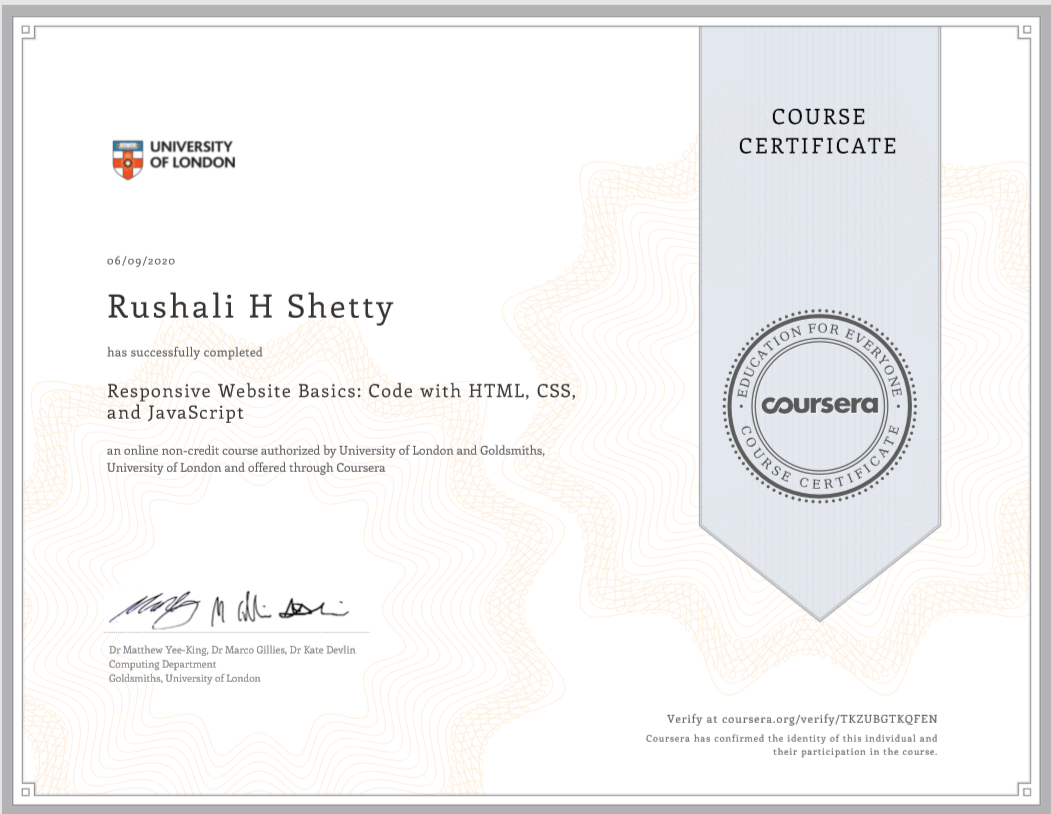 COURSE
CERTIFICATE
UNIVERSITY
OF LONDON
06/09/2020
Rushali H Shetty
has successfully completed
Responsive Website Basics: Code with HTML, CSS,
and JavaScript
an online non-credit course authorized by University of London and Goldsmiths,
University of London and offered through Coursera
EDUCATION FOR EVERYONE
coursera
COURSE CERTIFICATE
Dr Matthew Yee-King, Dr Marco Gillies, Dr Kate Devlin
Computing Department
Goldsmiths, University of London
Verify at coursera.org/verify/TKZUBGTKQFEN
Coursera has confirmed the identity of this individual and
their participation in the course.